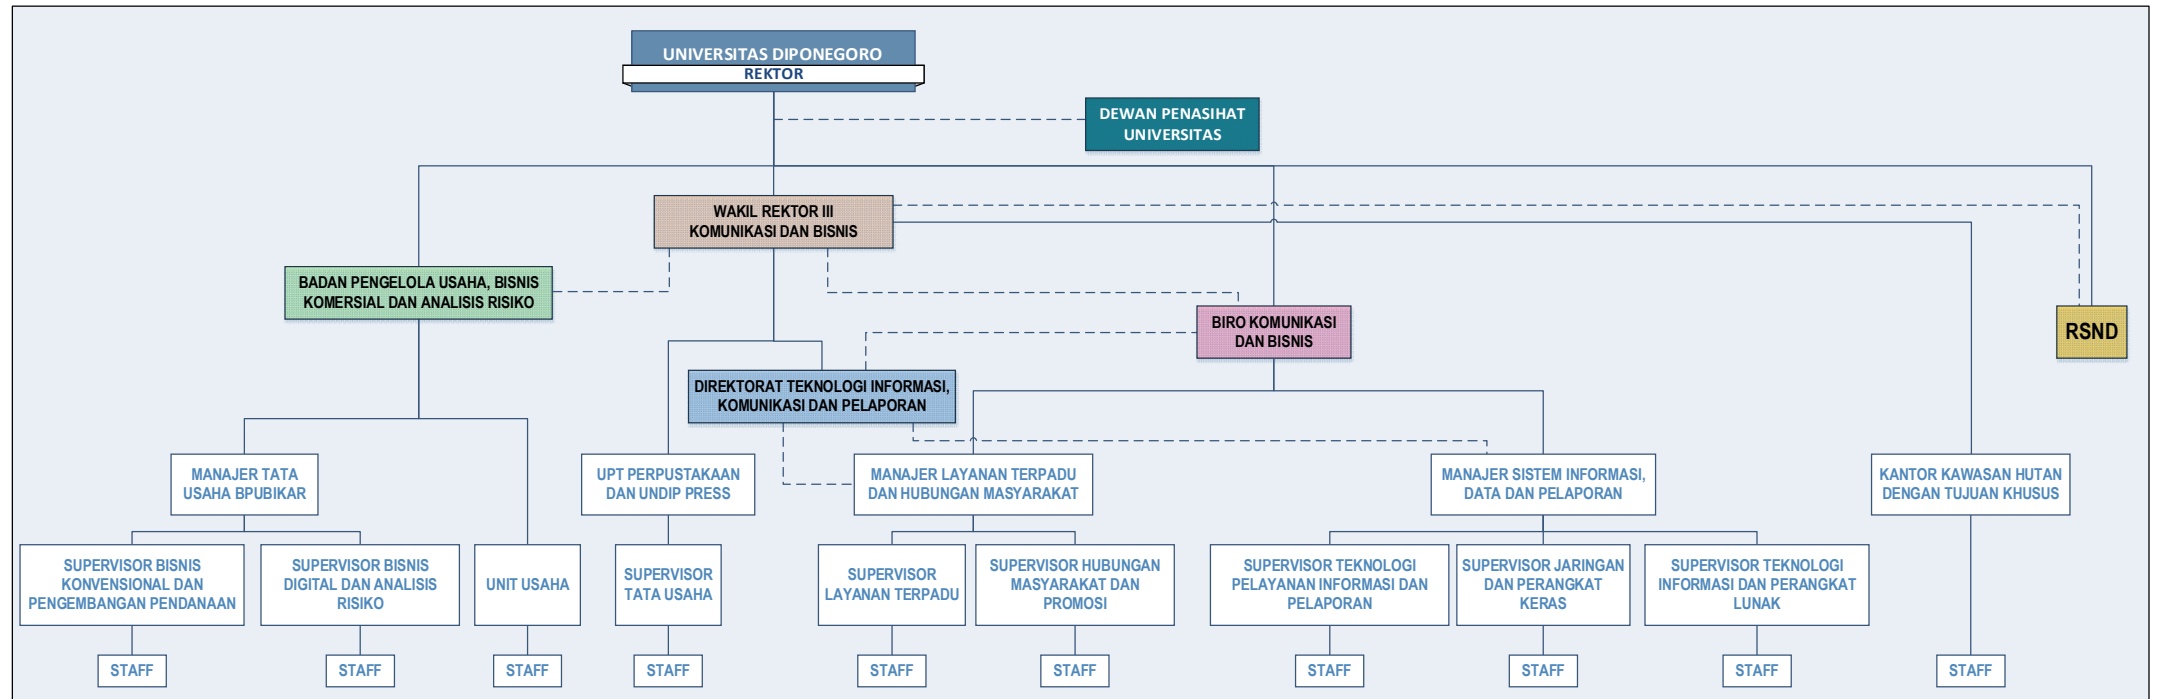 UNIVERSITAS DIPONEGORO
REKTOR
DEWAN PENASIHAT
UNIVERSITAS
WAKIL REKTOR III
KOMUNIKASI DAN BISNIS
BADAN PENGELOLA USAHA, BISNIS
KOMERSIAL DAN ANALISIS RISIKO
BIRO KOMUNIKASI
DAN BISNIS
RSND
DIREKTORAT TEKNOLOGI INFORMASI,
KOMUNIKASI DAN PELAPORAN
MANAJER TATA
USAHA BPUBIKAR
UPT PERPUSTAKAAN
DAN UNDIP PRESS
MANAJER LAYANAN TERPADU
DAN HUBUNGAN MASYARAKAT
MANAJER SISTEM INFORMASI,
DATA DAN PELAPORAN
KANTOR KAWASAN HUTAN
DENGAN TUJUAN KHUSUS
SUPERVISOR BISNIS
KONVENSIONAL DAN
PENGEMBANGAN PENDANAAN
SUPERVISOR BISNIS
DIGITAL DAN ANALISIS
RISIKO
UNIT USAHA
SUPERVISOR
TATA USAHA
SUPERVISOR
LAYANAN TERPADU
SUPERVISOR HUBUNGAN
MASYARAKAT DAN
PROMOSI
SUPERVISOR TEKNOLOGI
PELAYANAN INFORMASI DAN
PELAPORAN
SUPERVISOR JARINGAN
DAN PERANGKAT
KERAS
SUPERVISOR TEKNOLOGI
INFORMASI DAN PERANGKAT
LUNAK
STAFF
STAFF
STAFF
STAFF
STAFF
STAFF
STAFF
STAFF
STAFF
STAFF